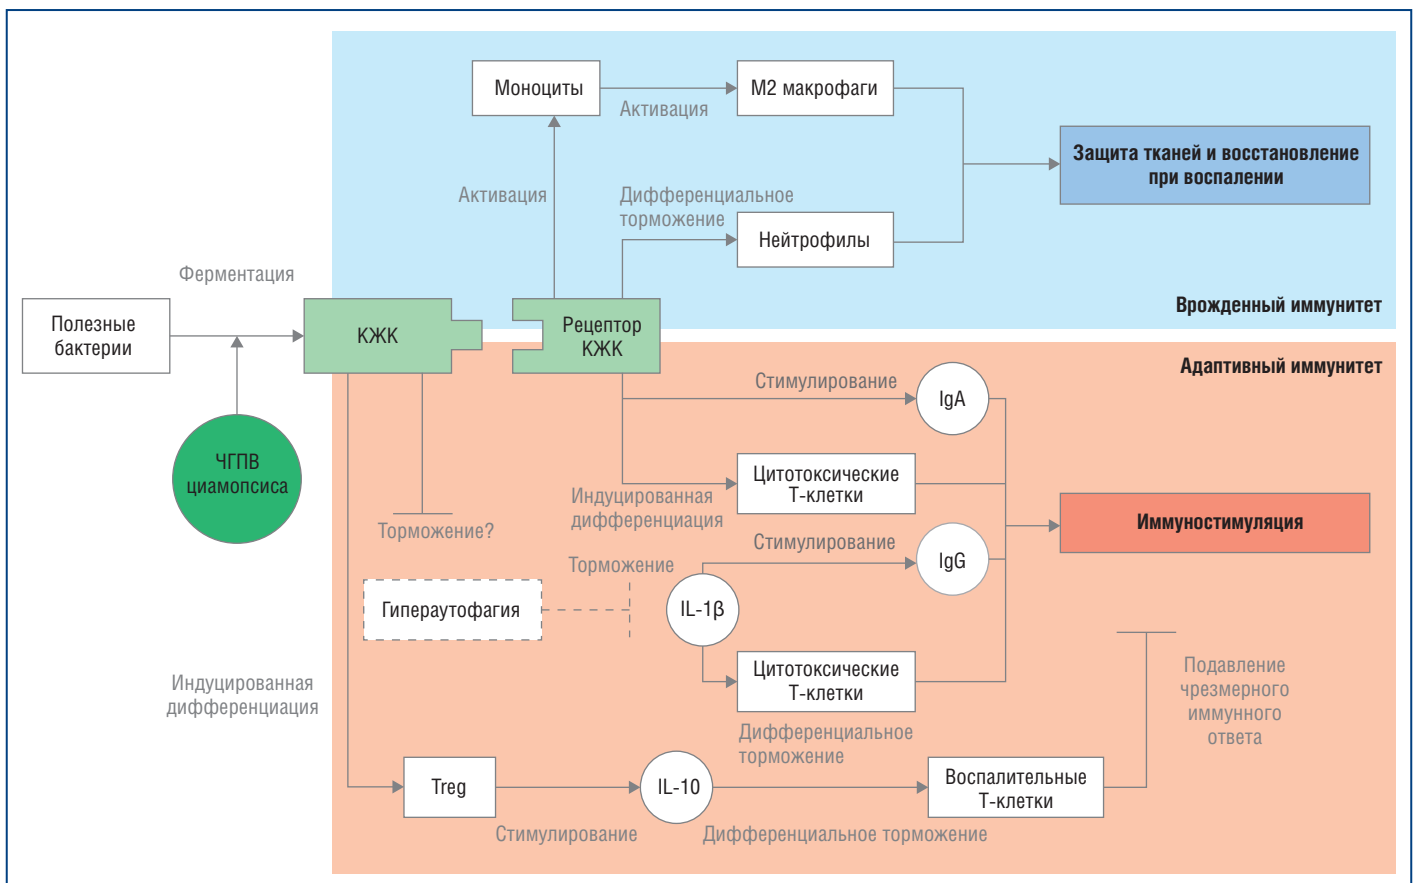 Моноциты
Активация
М2 макрофаги
Защита тканей и восстановление
при воспалении
Активация
Дифференциальное
торможение
Нейтрофилы
Врожденный иммунитет
Ферментация
Полезные
бактерии
КЖК
Рецептор
КЖК
ЧГПВ
циамопсиса
Адаптивный иммунитет
Стимулирование
IgA
Индуцированная
дифференциация
Цитотоксические
Т-клетки
Иммуностимуляция
Торможение?
Стимулирование
IgG
Торможение
Гипераутофагия
IL-1β
Цитотоксические
Т-клетки
Дифференциальное
торможение
Подавление
чрезмерного
иммунного
ответа
Индуцированная
дифференциация
Treg
Стимулирование
IL-10
Дифференциальное торможение
Воспалительные
Т-клетки